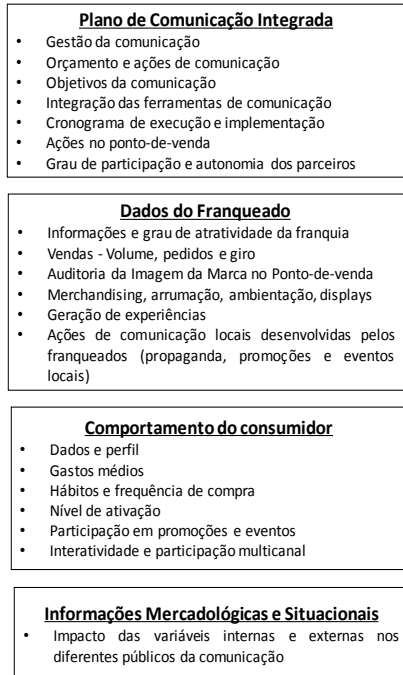 Plano de Comunicação Integrada
• Gestão da comunicação
• Orçamento e ações de comunicação
• Objetivos da comunicação
• Integração das ferramentas de comunicação
• Cronograma de execução e implementação
• Ações no ponto-de-venda
• Grau de participação e autonomia dos parceiros
Dados do Franqueado
• Informações e grau de atratividade da franquia
• Vendas - Volume, pedidos e giro
• Auditoria da Imagem da Marca no Ponto-de-venda
• Merchandising, arrumação, ambientação, displays
• Geração de experiências
• Ações de comunicação locais desenvolvidas pelos
franqueados (propaganda, promoções e eventos
locais)
Comportamento do consumidor
• Dados e perfil
• Gastos médios
• Hábitos e frequência de compra
• Nível de ativação
• Participação em promoções e eventos
• Interatividade e participação multicanal
Informações Mercadológicas e Situacionais
• Impacto das variáveis internas e externas nos
diferentes públicos da comunicação